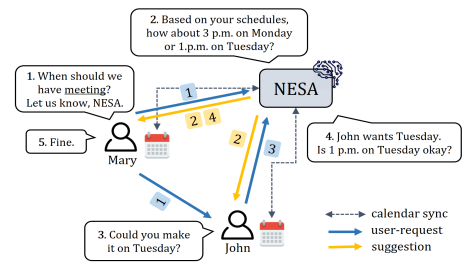 2. Based on your schedules,
how about 3 p.m. on Monday
or 1.p.m. on Tuesday?
1. When should we
have meeting?
Let us know, NESA.
1
NESA
2 4
5. Fine.
Mary
2
3
4. John wants Tuesday.
Is 1 p.m. on Tuesday okay?
1
3. Could you make
it on Tuesday?
John
calendar sync
user-request
suggestion